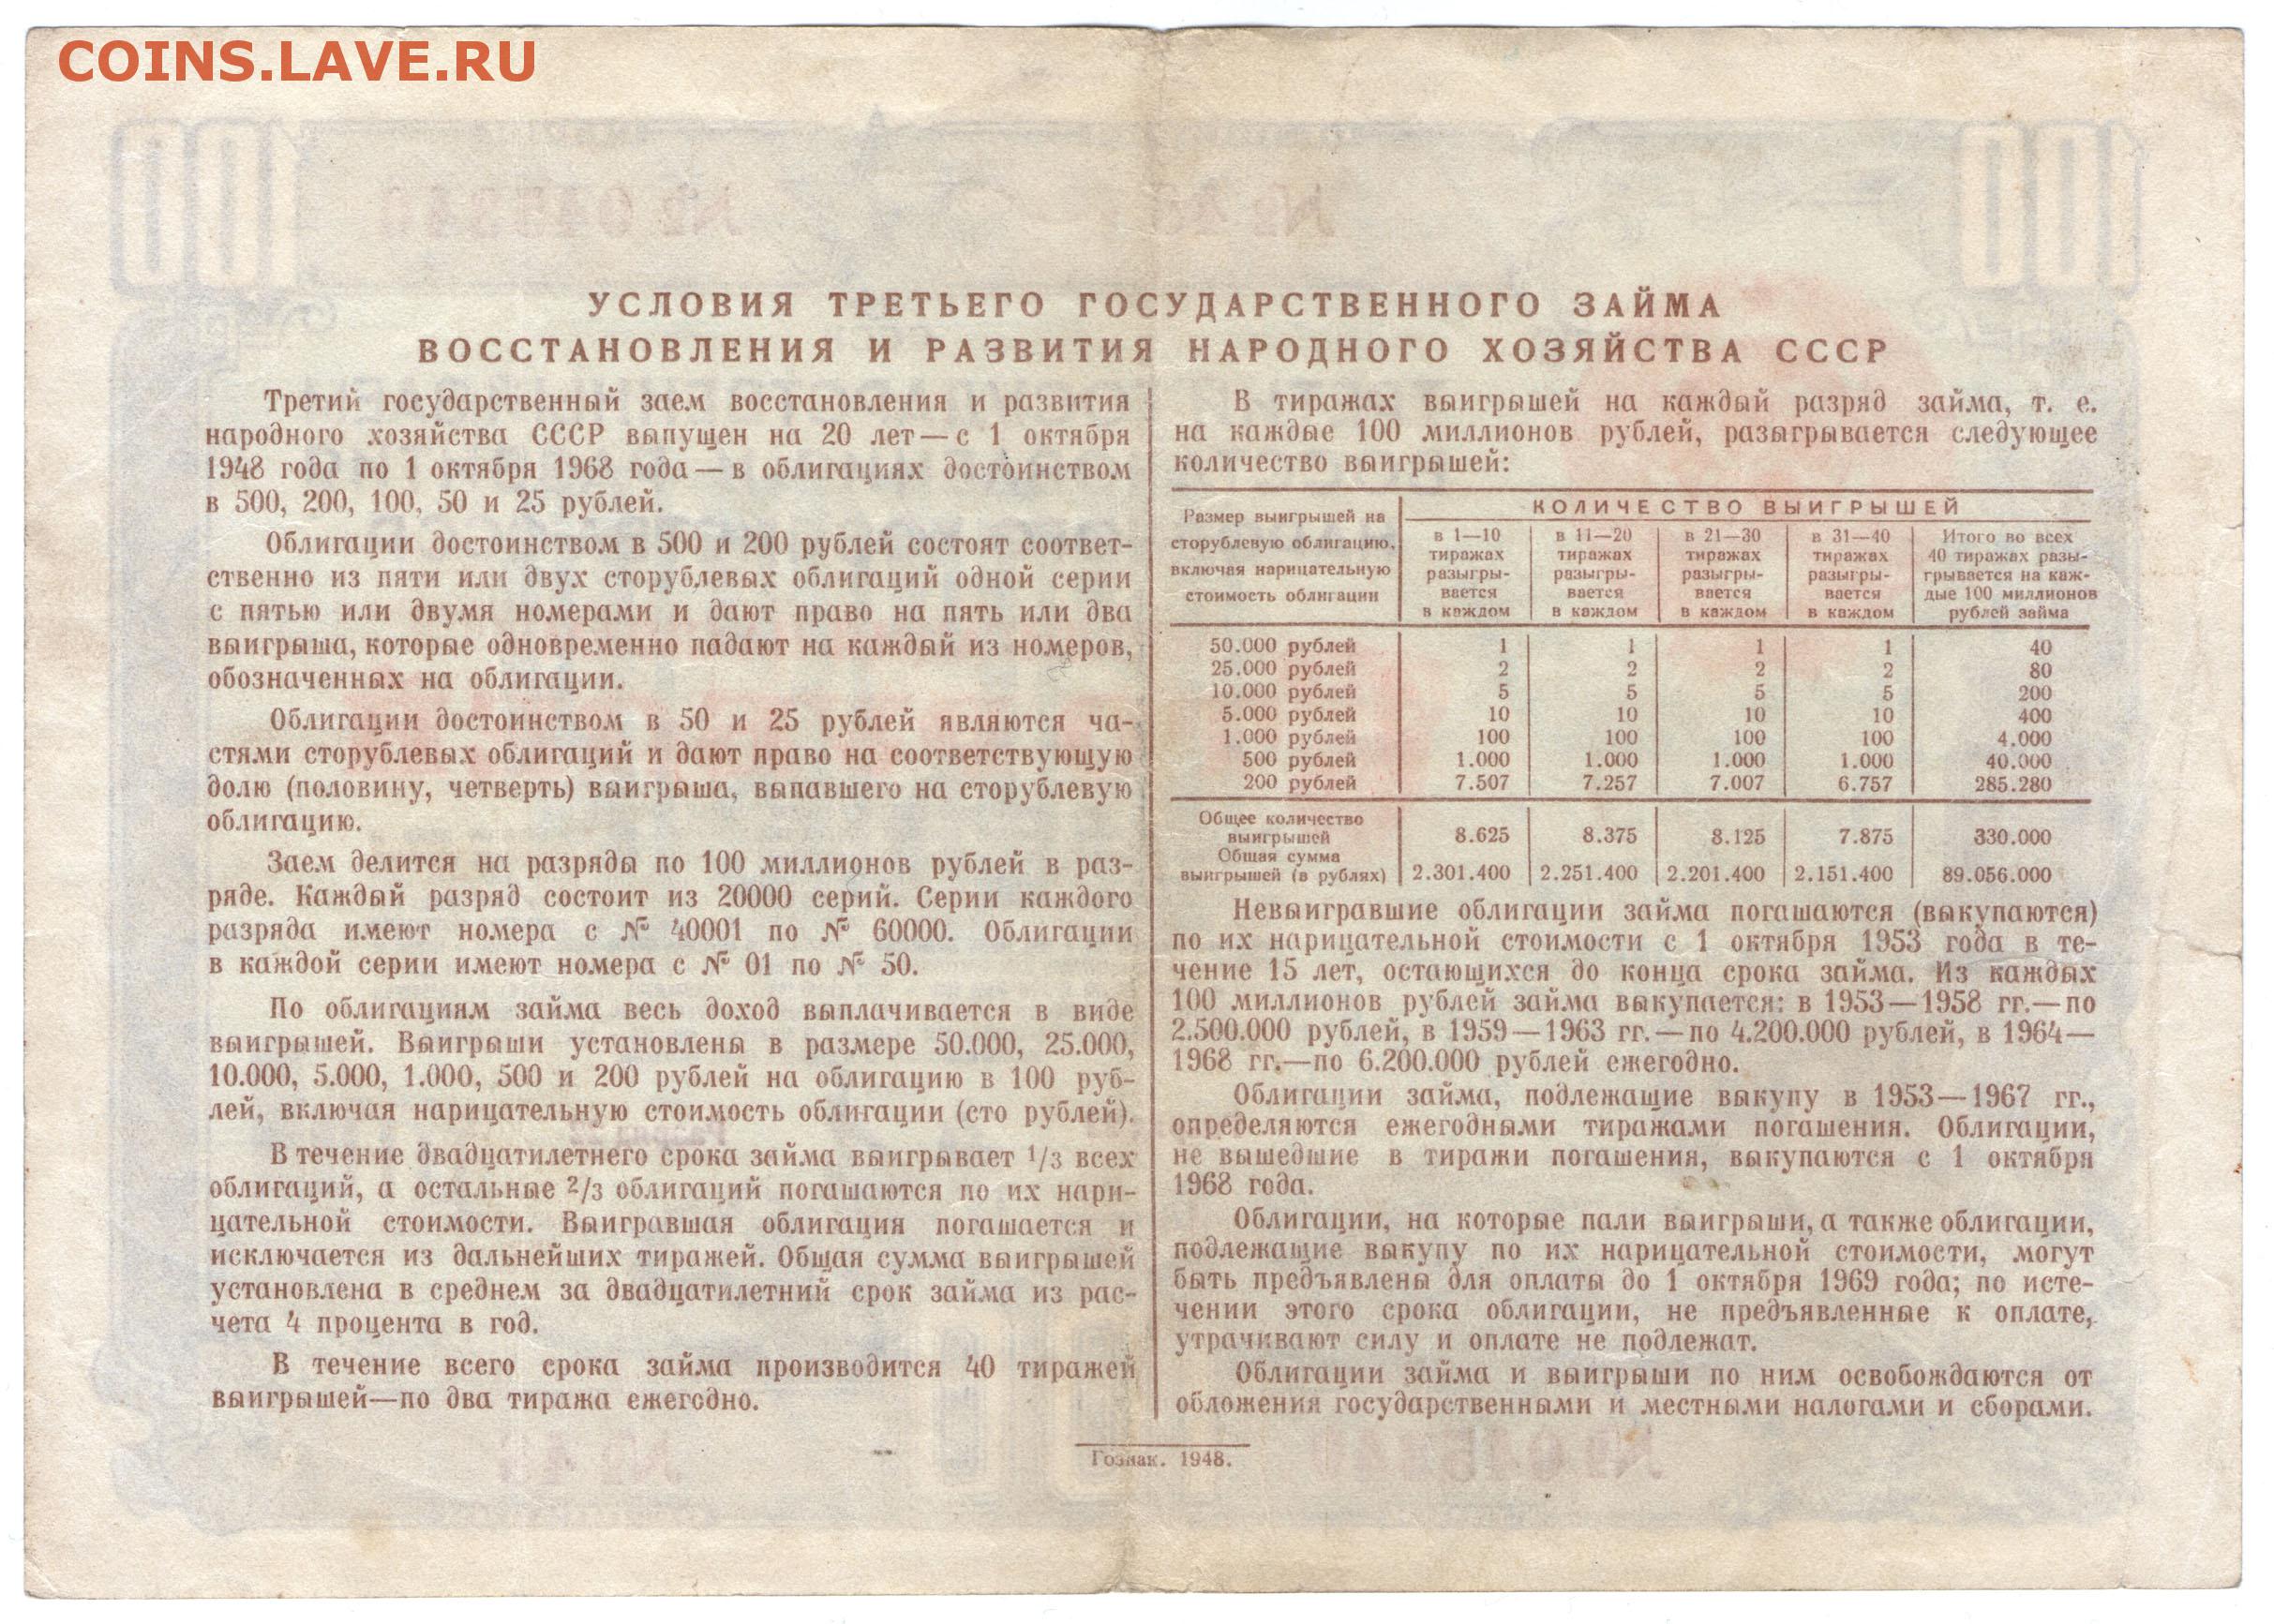 COINS.LAVE.RU
УСЛОВИЯ ТРЕТЬЕГО ГОСУДАРСТВЕННОГО ЗАЙМА
ВОССТАНОВЛЕНИЯ И РАЗВИТИЯ НАРОДНОГО ХОЗЯЙСТВА СССР
Третий государственный заем восстановления и развития
народного хозяйства СССР выпущен на 20 лет—с 1 октября
1948 года по 1 октября 1968 года—в облигациях достоинством
в 500, 200, 100, 50 и 25 рублей.
Облигации достоинством в 500 и 200 рублей состоят соответ-
ственно из пяти или двух сторублевых облигаций одной серии
с пятью или двумя номерами и дают право на пять или два
выигрыша, которые одновременно падают на каждый из номеров,
обозначенных на облигации.
Облигации достоинством в 50 и 25 рублей являются ча-
стями сторублевых облигаций и дают право на соответствующую
долю (половину, четверть) выигрыша, выпавшего на сторублевую
облигацию.
Заем делится на разряды по 100 миллионов рублей в раз-
ряде. Каждый разряд состоит из 20000 серий. Серии каждого
разряда имеют номера с № 40001 по № 60000. Облигации
в каждой серии имеют номера с № 01 по № 50.
По облигациям займа весь доход выплачивается в виде
выигрышей. Выигрыши установлены в размере 50.000, 25.000,
10.000, 5.000, 1.000, 500 и 200 рублей на облигацию в 100 руб-
лей, включая нарицательную стоимость облигации (сто рублей).
В течение двадцатилетнего срока займа выигрывает 1/3 всех
облигаций, а остальные 2/3 облигаций погашаются по их нари-
цательной стоимости. Выигравшая облигация погашается и
исключается из дальнейших тиражей. Общая сумма выигрышей
установлена в среднем за двадцатилетний срок займа из рас-
чета 4 процента в год.
В течение всего срока займа производится 40 тиражей
выигрышей—по два тиража ежегодно.
В тиражах выигрышей на каждый разряд займа, т. е.
на каждые 100 миллионов рублей, разыгрывается следующее
количество выигрышей:
Размер выигрышей на
сторублевую облигацию,
включая нарицательную
стоимость облигации
КОЛИЧЕСТВО ВЫИГРЫШЕЙ
в 1—10 тиражах разыгры- вается в каждом
в 11—20 тиражах разыгры- вается в каждом
в 21—30 тиражах разыгры- вается в каждом
в 31—40 тиражах разыгры- вается в каждом
Итого во всех 40 тиражах разы- грывается на каж- дые 100 миллионов рублей займа
50.000 рублей 1 1 1 1 40
25.000 рублей 2 2 2 2 80
10.000 рублей 5 5 5 5 200
5.000 рублей 10 10 10 10 400
1.000 рублей 100 100 100 100 4.000
500 рублей 1.000 1.000 1.000 1.000 40.000
200 рублей 7.507 7.257 7.007 6.757 285.280
Общее количество
выигрышей 8.625 8.375 8.125 7.875 330.000
Общая сумма
выигрышей (в рублях) 2.301.400 2.251.400 2.201.400 2.151.400 89.056.000
Невыигравшие облигации займа погашаются (выкупаются)
по их нарицательной стоимости с 1 октября 1953 года в те-
чение 15 лет, остающихся до конца срока займа. Из каждых
100 миллионов рублей займа выкупается: в 1953—1958 гг.—по
2.500.000 рублей, в 1959—1963 гг.—по 4.200.000 рублей, в 1964—
1968 гг.—по 6.200.000 рублей ежегодно.
Облигации займа, подлежащие выкупу в 1953—1967 гг.,
определяются ежегодными тиражами погашения. Облигации,
не вышедшие в тиражи погашения, выкупаются с 1 октября
1968 года.
Облигации, на которые пали выигрыши, а также облигации,
подлежащие выкупу по их нарицательной стоимости, могут
быть предъявлены для оплаты до 1 октября 1969 года; по исте-
чении этого срока облигации, не предъявленные к оплате,
утрачивают силу и оплате не подлежат.
Облигации займа и выигрыши по ним освобождаются от
обложения государственными и местными налогами и сборами.
Гознак. 1948.